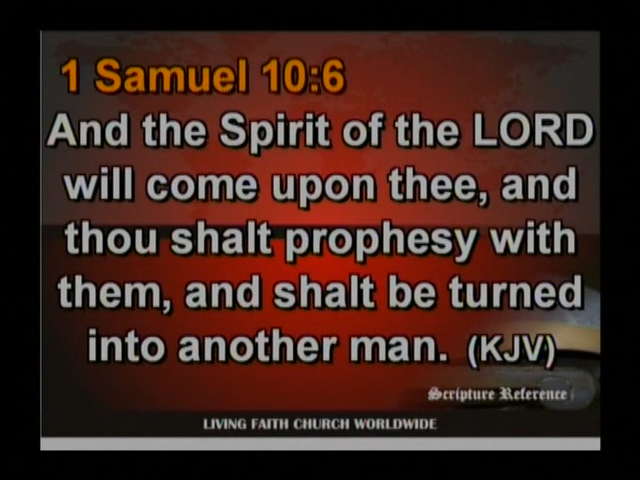 1 Samuel 10:6
And the Spirit of the LORD
will come upon thee, and
thou shalt prophesy with
them, and shalt be turned
into another man. (KJV)
Scripture Reference
LIVING FAITH CHURCH WORLDWIDE